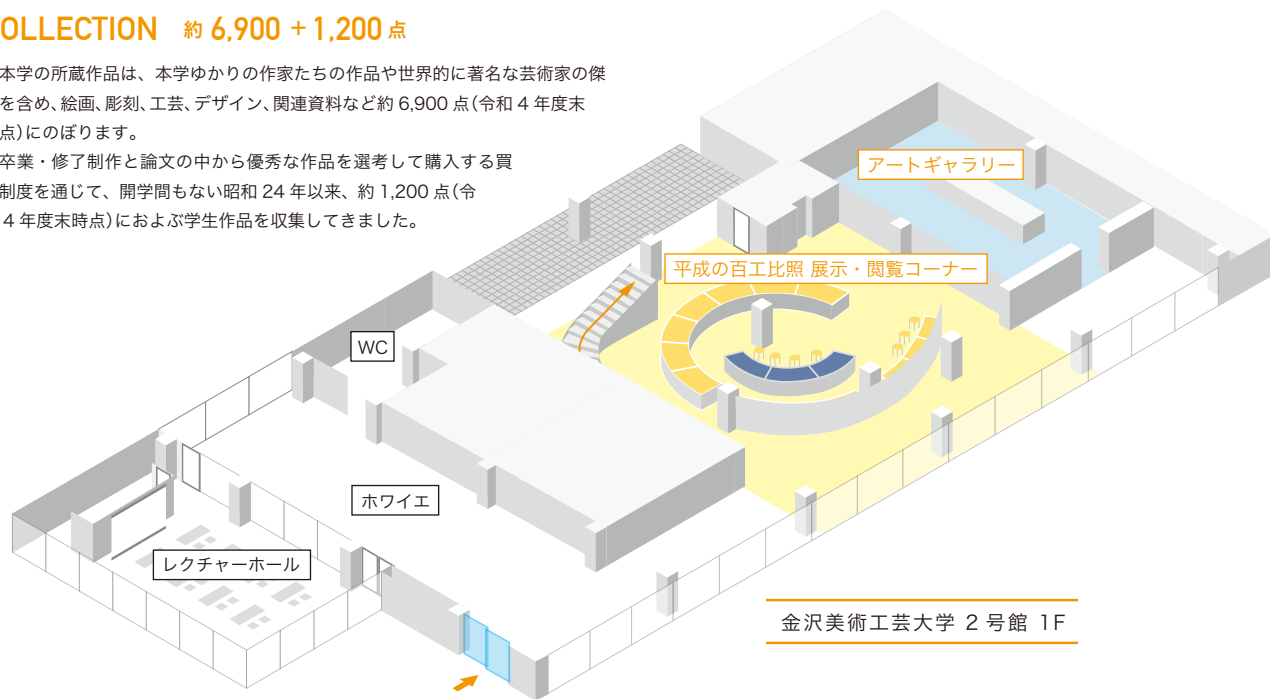 OLLECTION 約 6,900 + 1,200 点
本学の所蔵作品は、本学ゆかりの作家たちの作品や世界的に著名な芸術家の傑
を含め、絵画、彫刻、工芸、デザイン、関連資料など約 6,900 点（令和 4 年度末
点）にのぼります。
卒業・修了制作と論文の中から優秀な作品を選考して購入する買
制度を通じて、開学間もない昭和 24 年以来、約 1,200 点（令
4 年度末時点）におよぶ学生作品を収集してきました。
アートギャラリー
平成の百工比照 展示・閲覧コーナー
WC
ホワイエ
レクチャーホール
金沢美術工芸大学 2 号館 1F